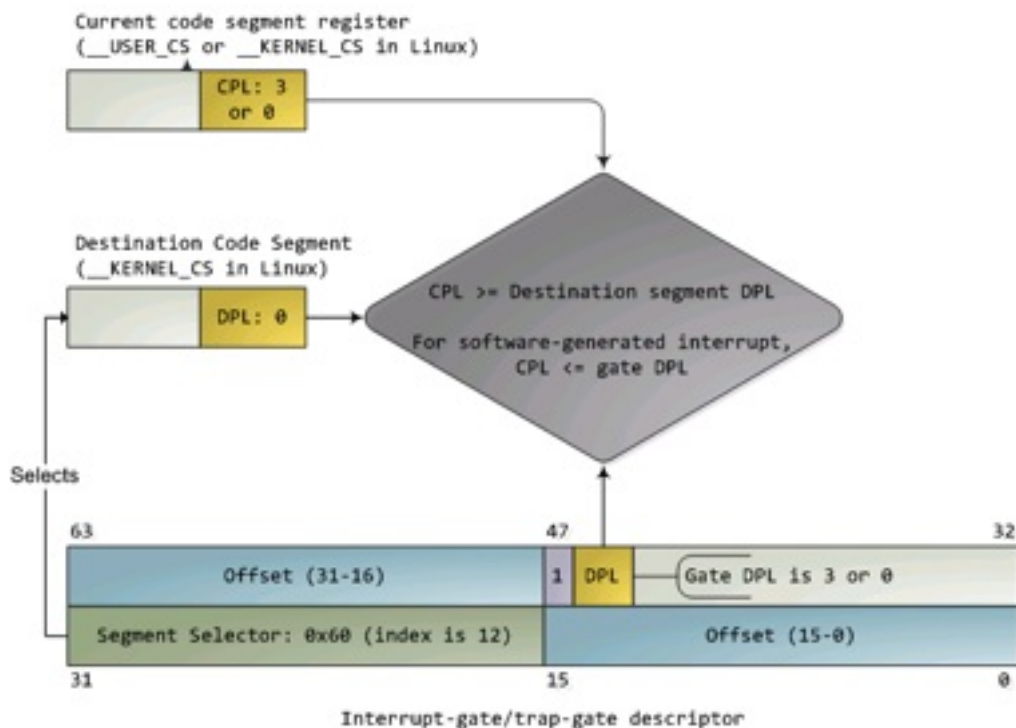 Current code segment register
(__USER_CS or __KERNEL_CS in Linux)
CPL: 3
or 0
Destination Code Segment
(__KERNEL_CS in Linux)
DPL: 0
CPL >= Destination segment DPL
For software-generated interrupt,
CPL <= gate DPL
Selects
63
47
32
Offset (31-16)
1
DPL
Gate DPL is 3 or 0
Segment Selector: 0x60 (index is 12)
Offset (15-0)
31
15
0
Interrupt-gate/trap-gate descriptor